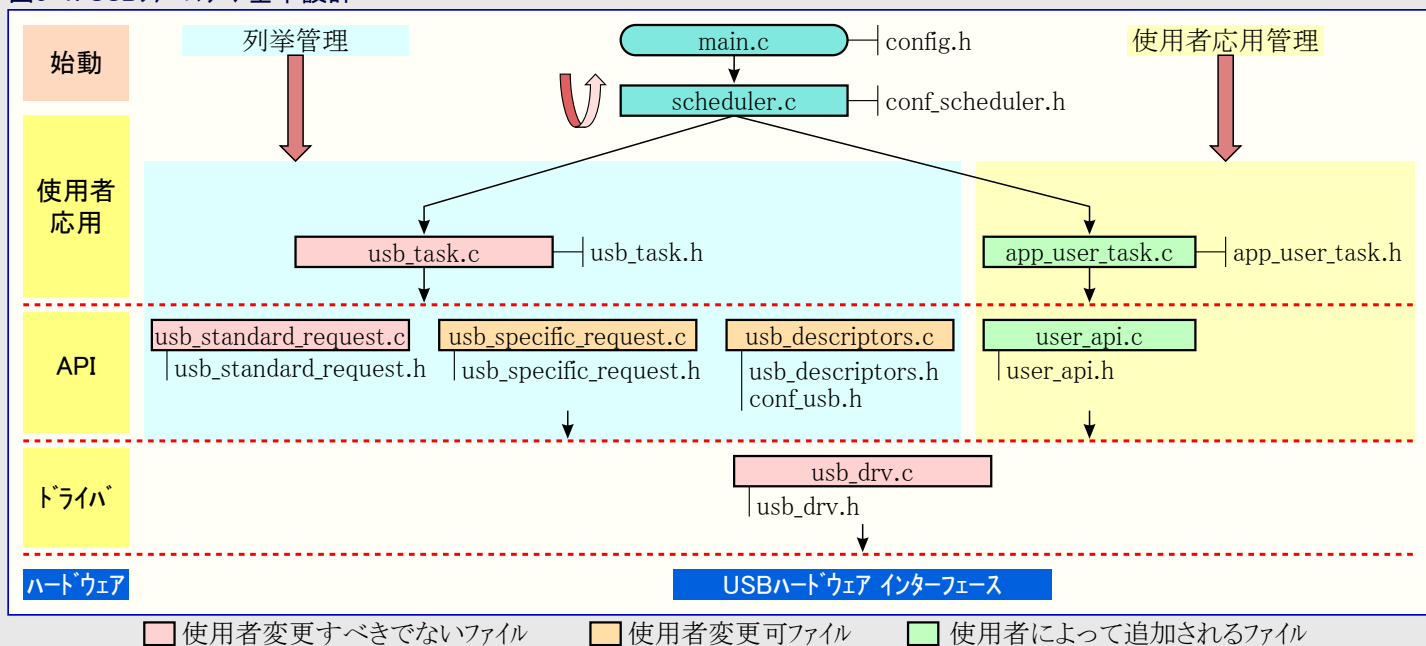 始動
列挙管理
main.c
config.h
使用者応用管理
scheduler.c
conf_scheduler.h
使用者
応用
usb_task.c
usb_task.h
app_user_task.c
app_user_task.h
API
usb_standard_request.c
usb_standard_request.h
usb_specific_request.c
usb_specific_request.h
usb_descriptors.c
usb_descriptors.h
conf_usb.h
user_api.c
user_api.h
ﾄﾞﾗｲﾊﾞ
usb_drv.c
usb_drv.h
ﾊｰﾄﾞｳｪｱ
USBﾊｰﾄﾞｳｪｱ ｲﾝﾀｰﾌｪｰｽ
使用者変更すべきでないﾌｧｲﾙ
使用者変更可ﾌｧｲﾙ
使用者によって追加されるﾌｧｲﾙ